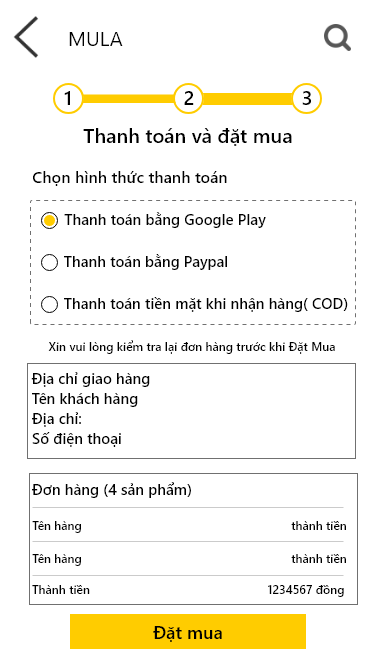 MULA
1 2 3
Thanh toán và đặt mua
Chọn hình thức thanh toán
Thanh toán bằng Google Play
Thanh toán bằng Paypal
Thanh toán tiền mặt khi nhận hàng( COD)
Xin vui lòng kiểm tra lại đơn hàng trước khi Đặt Mua
Địa chỉ giao hàng
Tên khách hàng
Địa chỉ:
Số điện thoại
Đơn hàng (4 sản phẩm)
Tên hàng thành tiền
Tên hàng thành tiền
Thành tiền 1234567 đồng
Đặt mua